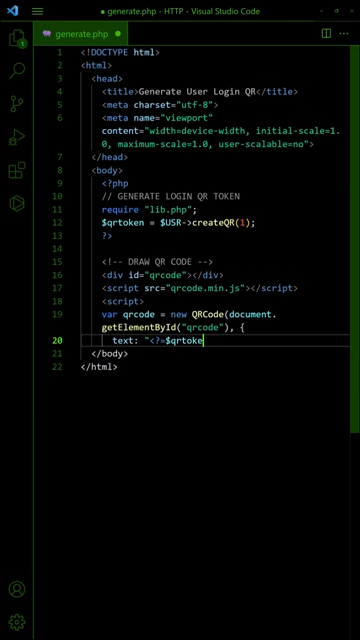 generate.php - HTTP - Visual Studio Code
generate.php
1 <!DOCTYPE html>
2 <html>
3 <head>
4 <title>Generate User Login QR</title>
5 <meta charset="utf-8">
6 <meta name="viewport"
content="width=device-width, initial-scale=1.
0, maximum-scale=1.0, user-scalable=no">
7 </head>
8 <body>
9 <?php
10 // GENERATE LOGIN QR TOKEN
11 require "lib.php";
12 $qrtoken = $USR->createQR(1);
13 ?>
14
15 <!-- DRAW QR CODE -->
16 <div id="qrcode"></div>
17 <script src="qrcode.min.js"></script>
18 <script>
19 var qrcode = new QRCode(document.
getElementById("qrcode"), {
20 text: "<?=$qrtoke
21 </body>
22 </html>
1